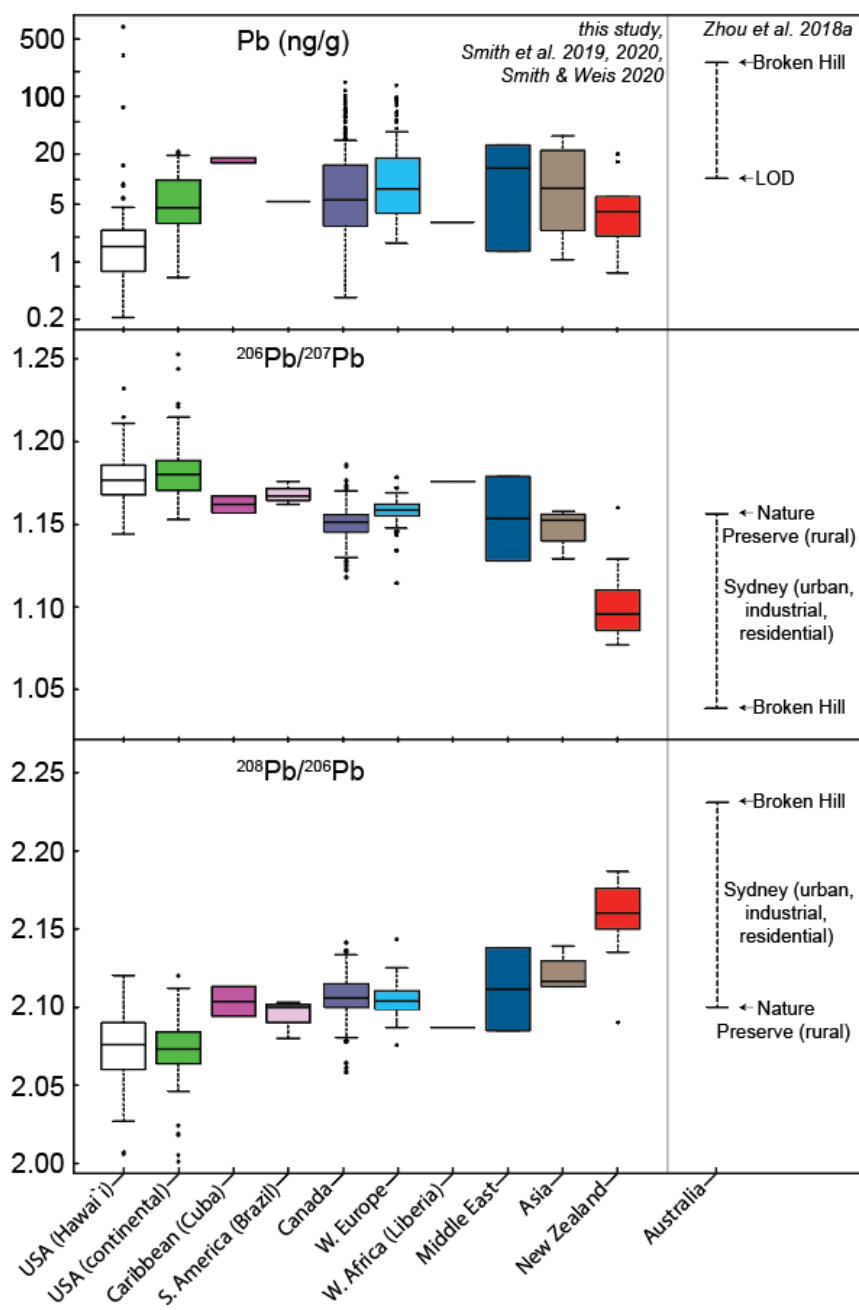 Pb (ng/g)
this study,
Smith et al. 2019, 2020,
Smith & Weis 2020
Zhou et al. 2018a
500
100
20
5
1
0.2
Broken Hill
LOD
²⁰⁶Pb/²⁰⁷Pb
1.25
1.20
1.15
1.10
1.05
Nature
Preserve (rural)
Sydney (urban,
industrial,
residential)
Broken Hill
²⁰⁸Pb/²⁰⁶Pb
2.25
2.20
2.15
2.10
2.05
2.00
Broken Hill
Sydney (urban,
industrial,
residential)
Nature
Preserve (rural)
USA (Hawai`i)
USA (continental)
Caribbean (Cuba)
S. America (Brazil)
Canada
W. Europe
W. Africa (Liberia)
Middle East
Asia
New Zealand
Australia